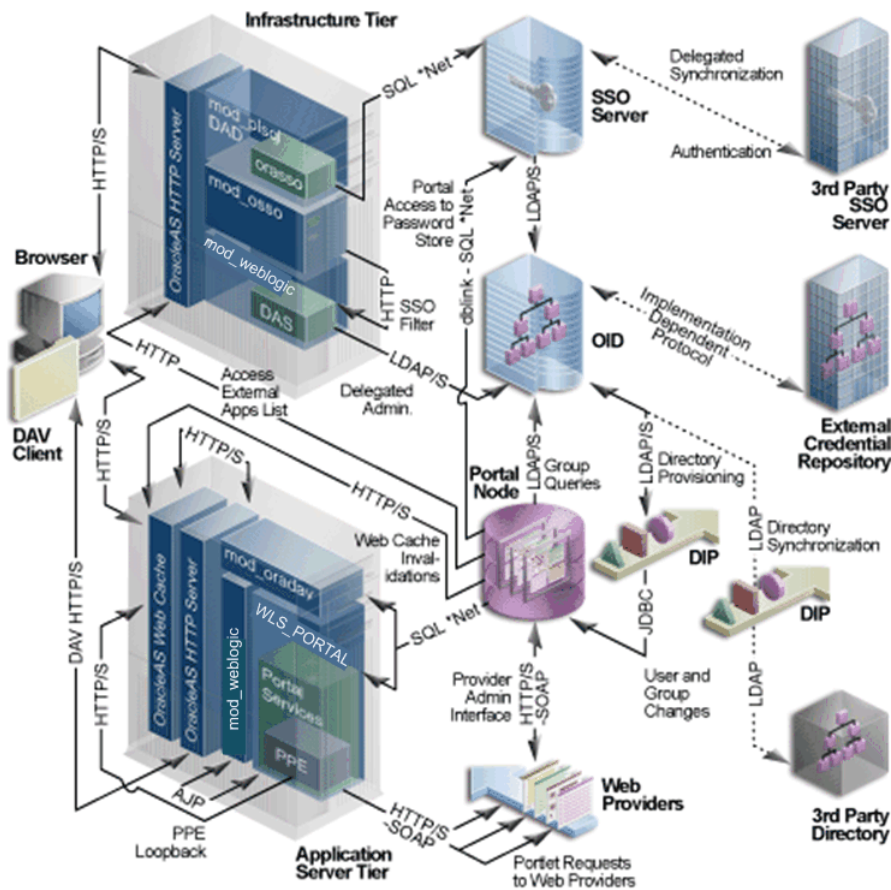 Infrastructure Tier
SQL *Net
SSO
Server
Delegated
Synchronization
Authentication
3rd Party
SSO
Server
HTTP/S
OracleAS HTTP Server
mod_plsql
DAD
orasso
mod_osso
mod_weblogic
DAS
Portal
Access to
Password
Store
dblink - SQL *Net
LDAP/S
Browser
HTTP
SSO
Filter
OID
Implementation
Dependent
Protocol
HTTP
LDAP/S
Delegated
Admin.
Access
External
Apps List
DAV
Client
External
Credential
Repository
HTTP/S
HTTP/S
HTTP/S
Portal
Node
LDAP/S
Group
Queries
LDAP/S
Directory
Provisioning
LDAP
Directory
Synchronization
DIP
DIP
Web Cache
Inval-
idations
mod_oradav
OracleAS Web Cache
OracleAS HTTP Server
mod_weblogic
WLS_PORTAL
Portal
Services
PPE
SQL *Net
JDBC
DAV HTTP/S
HTTP/S
Provider
Admin
Interface
HTTP/S
-SOAP
User and
Group
Changes
LDAP
AJP
PPE
Loopback
HTTP/S
-SOAP
Web
Providers
3rd Party
Directory
Application
Server Tier
Portlet Requests
to Web Providers